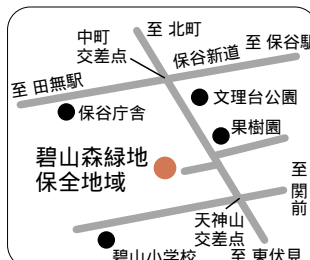 至 北町
中町
交差点
保谷新道
至 保谷駅
至 田無駅
文理台公園
保谷庁舎
果樹園
碧山森緑地
保全地域
至 関前
天神山
交差点
碧山小学校
至 東伏見